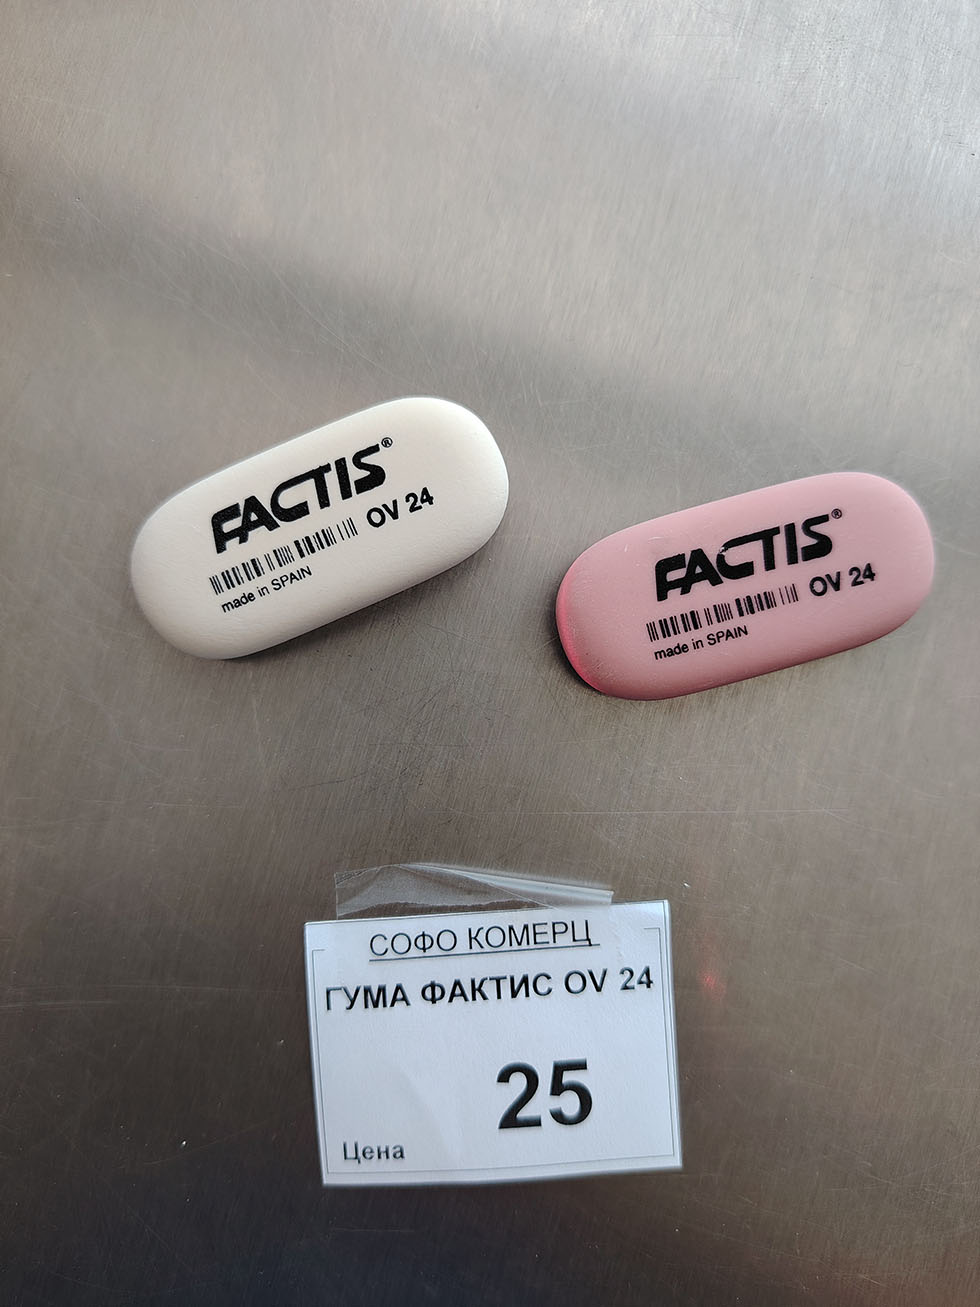 FACTIS®
OV 24
made in SPAIN
FACTIS®
OV 24
made in SPAIN
СОФО КОМЕРЦ
ГУМА ФАКТИС OV 24
25
Цена